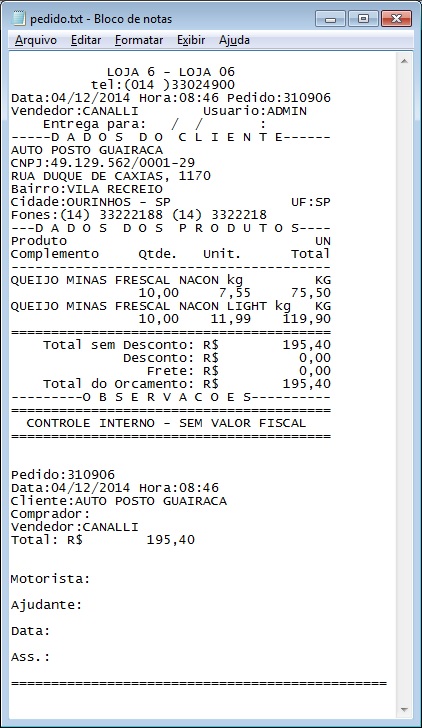 pedido.txt - Bloco de notas
Arquivo Editar Formatar Exibir Ajuda
LOJA 6 - LOJA 06
tel:(014 )33024900
Data:04/12/2014 Hora:08:46 Pedido:310906
Vendedor:CANALLI Usuario:ADMIN
Entrega para: / / :
-----D A D O S  D O  C L I E N T E------
AUTO POSTO GUAIRACA
CNPJ:49.129.562/0001-29
RUA DUQUE DE CAXIAS, 1170
Bairro:VILA RECREIO
Cidade:OURINHOS - SP UF:SP
Fones:(14) 33222188 (14) 3322218
---D A D O S  D O S  P R O D U T O S----
Produto UN
Complemento Qtde. Unit. Total
----------------------------------------
QUEIJO MINAS FRESCAL NACON kg KG
10,00 7,55 75,50
QUEIJO MINAS FRESCAL NACON LIGHT kg KG
10,00 11,99 119,90
========================================
Total sem Desconto: R$ 195,40
Desconto: R$ 0,00
Frete: R$ 0,00
Total do Orcamento: R$ 195,40
---------O B S E R V A C O E S----------
========================================
CONTROLE INTERNO - SEM VALOR FISCAL
========================================
Pedido:310906
Data:04/12/2014 Hora:08:46
Cliente:AUTO POSTO GUAIRACA
Comprador:
Vendedor:CANALLI
Total: R$ 195,40
Motorista:
Ajudante:
Data:
Ass.:
===============================================